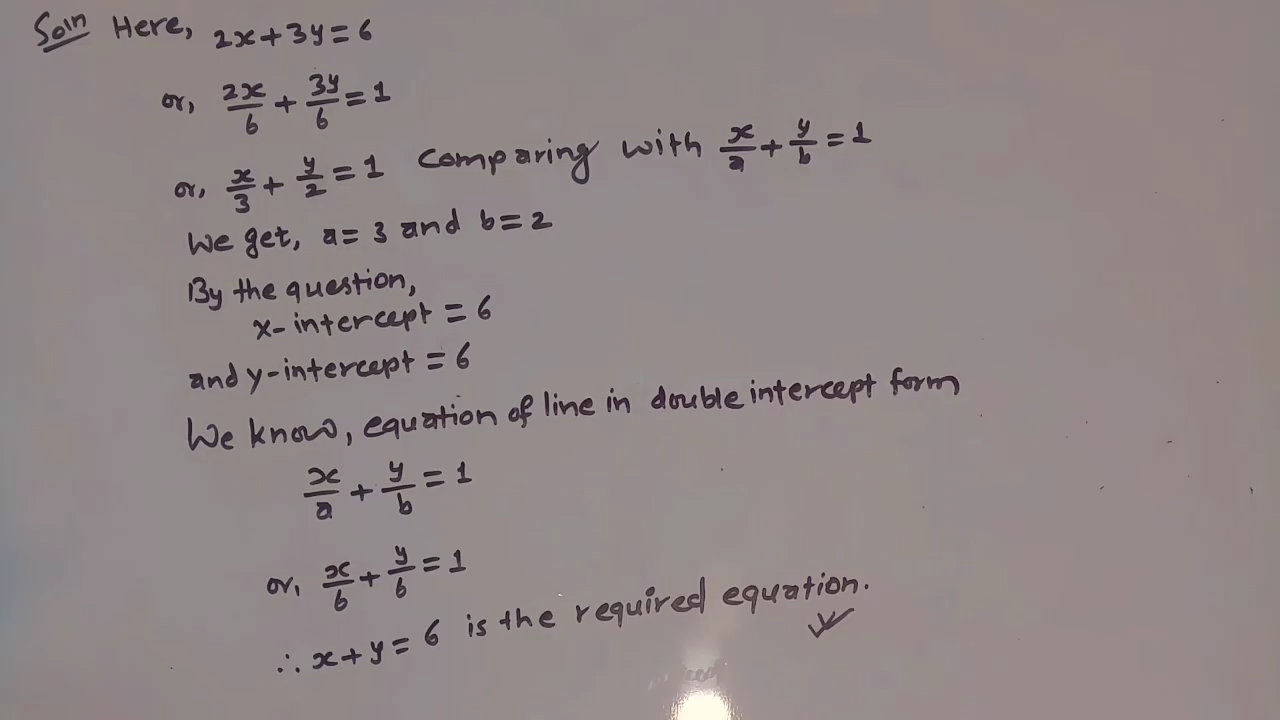 Soln Here, 2x+3y=6
or, 2x/6 + 3y/6 = 1
or, x/3 + y/2 = 1 Comparing with x/a + y/b = 1
We get, a= 3 and b= 2
By the question,
x-intercept = 6
and y-intercept = 6
We know, equation of line in double intercept form
x/a + y/b = 1
or, x/6 + y/6 = 1
∴ x+y= 6 is the required equation.